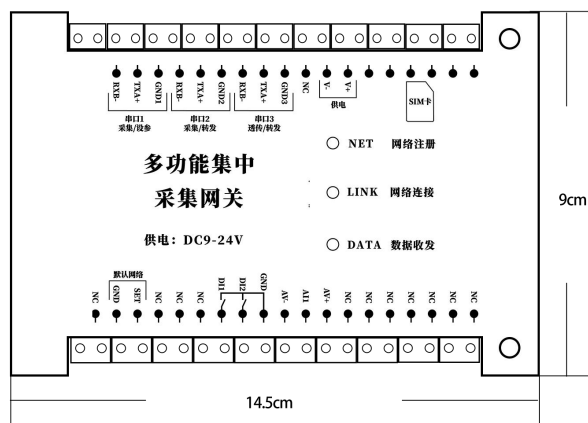 RXB- TXA+ GND1 RXB- TXA+ GND2 RXB- TXA+ GND3 NC V- V+
串口1 串口2 串口3 供电
采集/设参 采集/转发 透传/转发
SIM卡
NET 网络注册
多功能集中
采集网关
LINK 网络连接
供电：DC9-24V
DATA 数据收发
默认网络
NC GND SET NC NC NC DI1 DI2 GND AV- AI1 AV+ NC NC NC NC NC NC NC
9cm
14.5cm